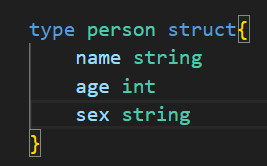 type person struct{
    name string
    age int
    sex string
}